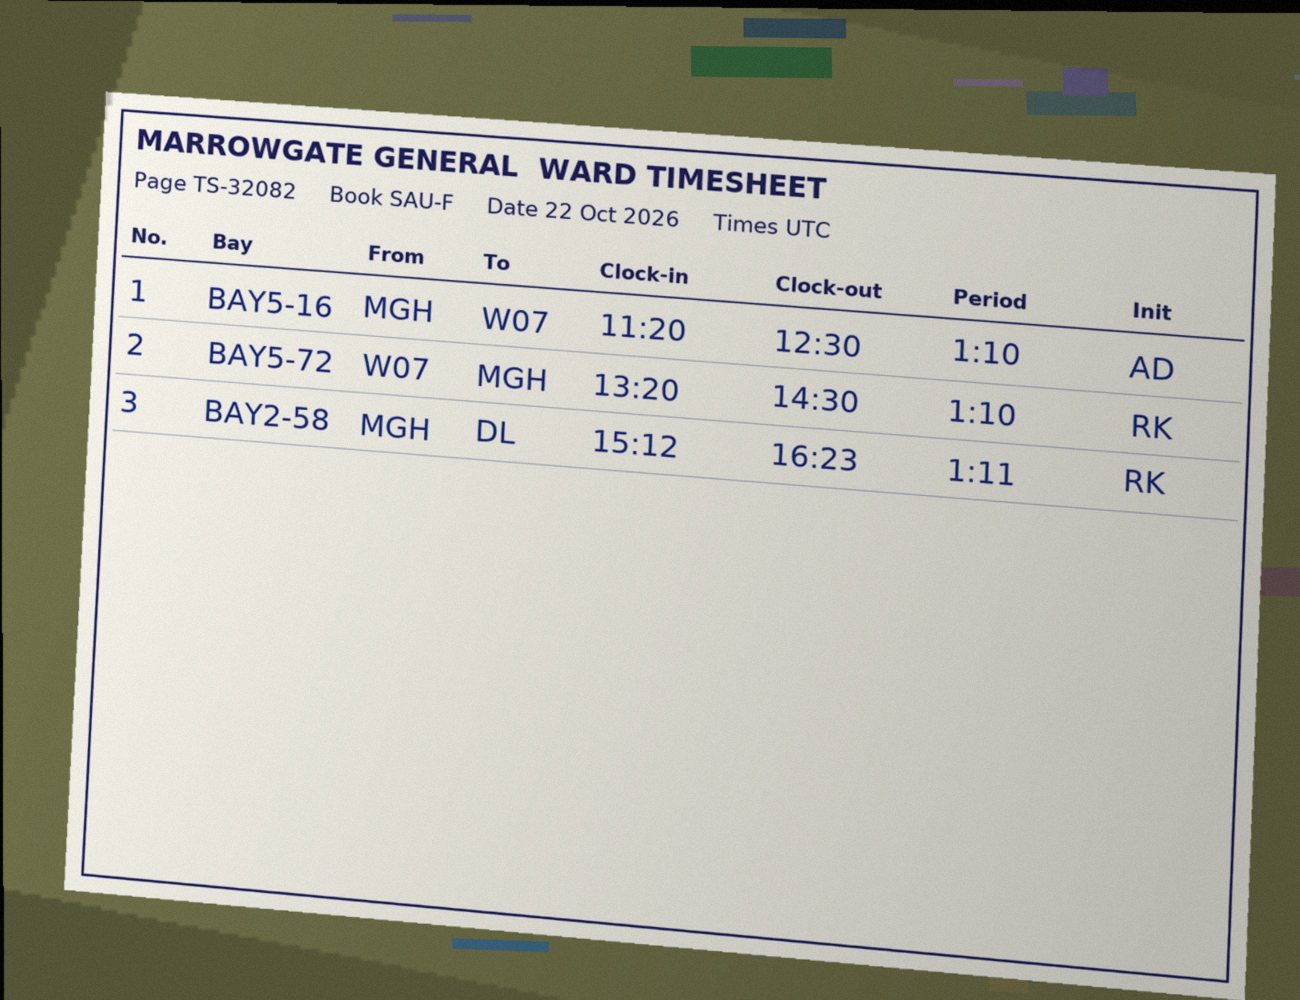 MARROWGATE GENERAL WARD TIMESHEET
Page TS-32082 Book SAU-F Date 22 Oct 2026 Times UTC
No. Bay From To Clock-in Clock-out Period Init
1 BAY5-16 MGH W07 11:20 12:30 1:10 AD
2 BAY5-72 W07 MGH 13:20 14:30 1:10 RK
3 BAY2-58 MGH DL 15:12 16:23 1:11 RK